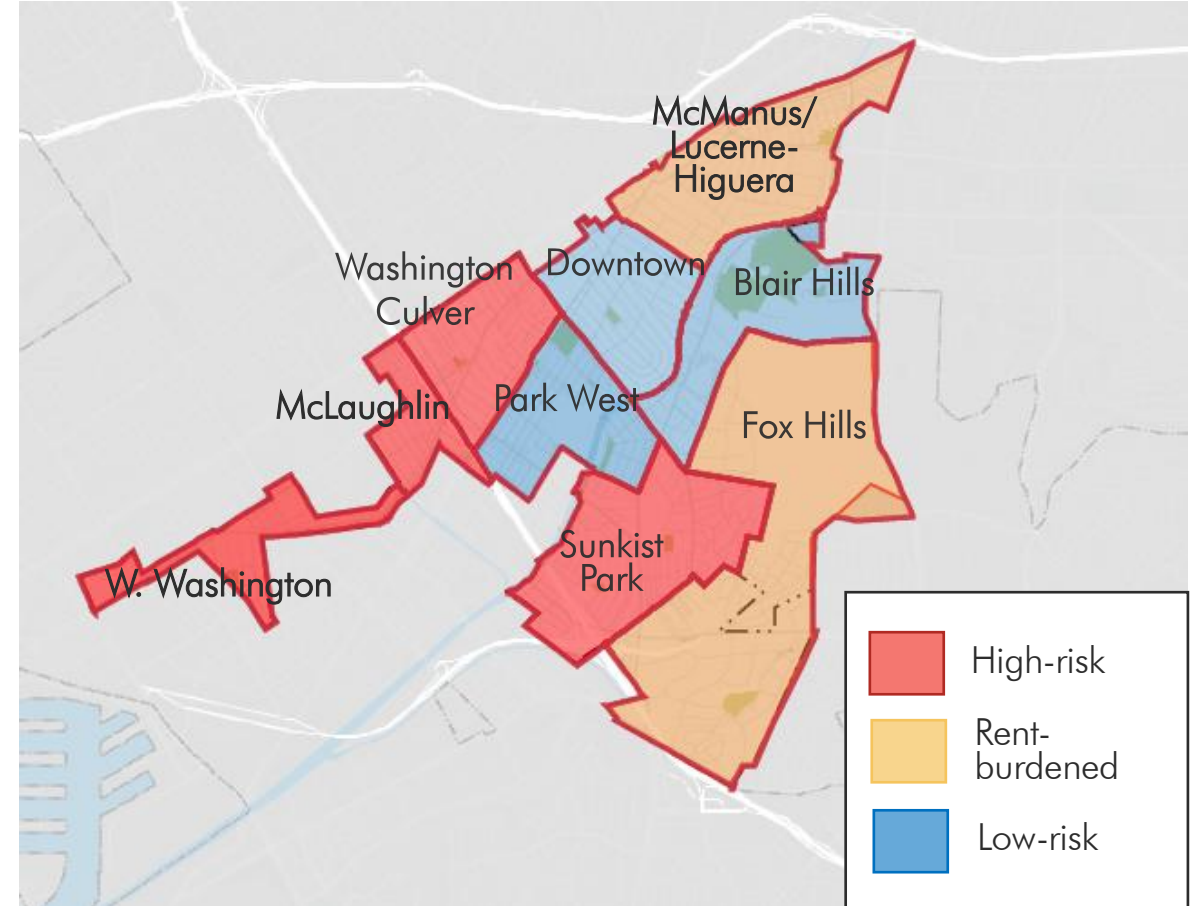 McManus/
Lucerne-
Higuera
Washington
Culver
Downtown
Blair Hills
McLaughlin
Park West
Fox Hills
Sunkist
Park
W. Washington
High-risk
Rent-
burdened
Low-risk